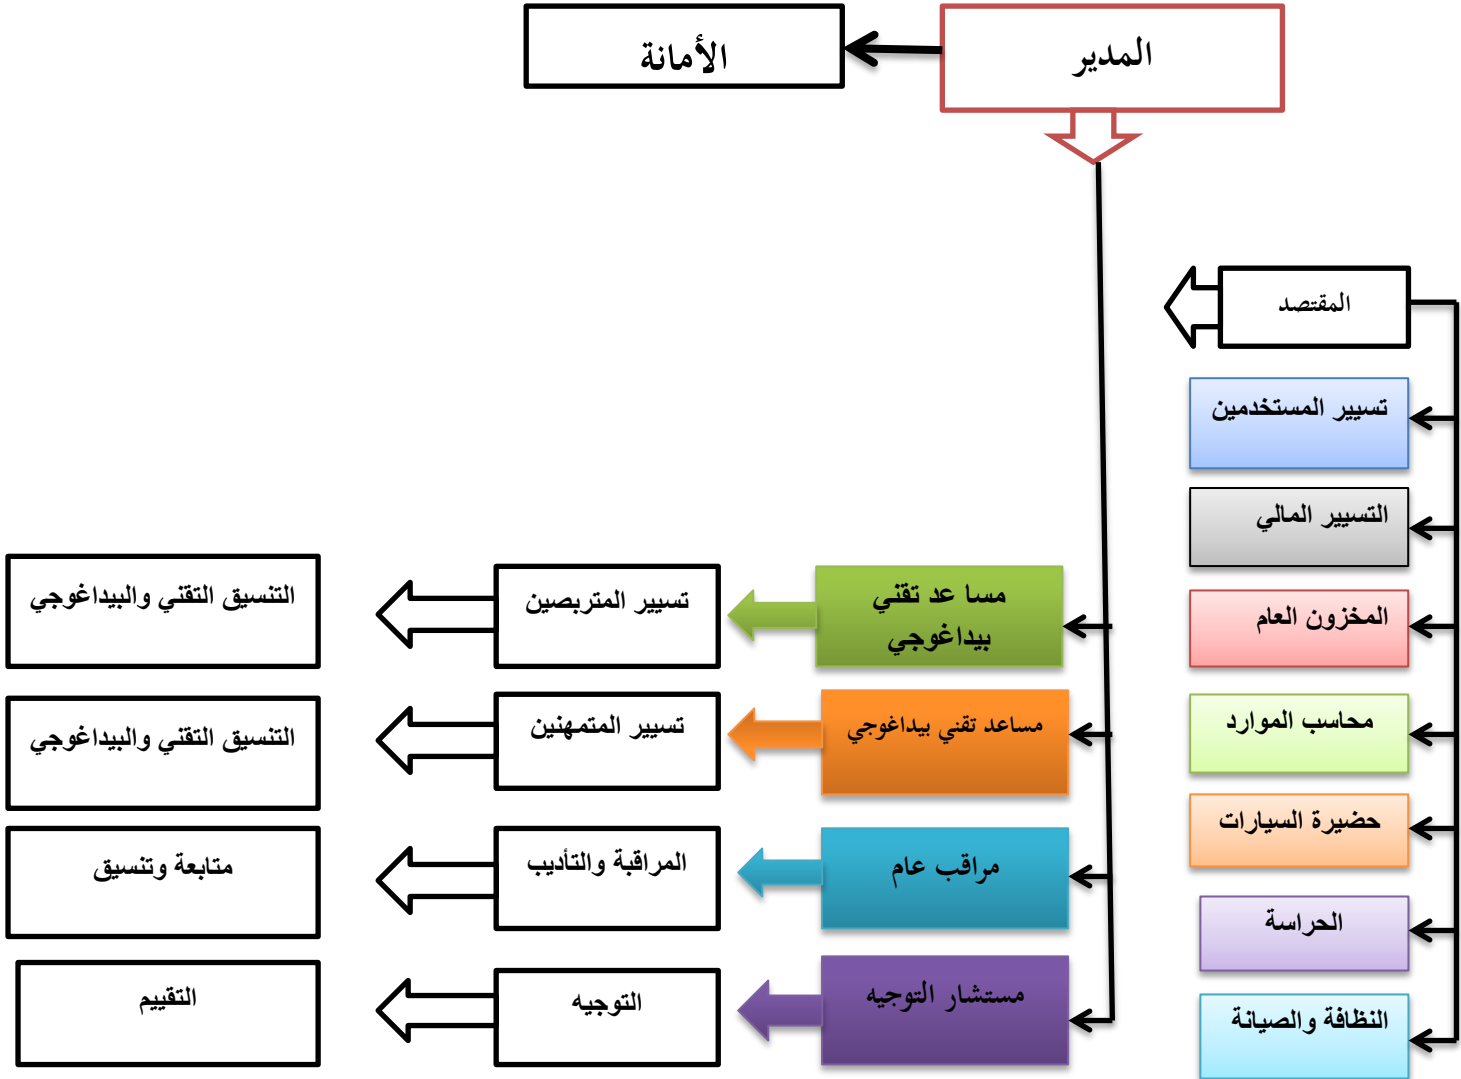 المدير
الأمانة
المقتصد
تسيير المستخدمين
التسيير المالي
المخزون العام
محاسب الموارد
حضيرة السيارات
الحراسة
النظافة والصيانة
مسا عد تقني
بيداغوجي
تسيير المتربصين
التنسيق التقني والبيداغوجي
مساعد تقني بيداغوجي
تسيير المتمهنين
التنسيق التقني والبيداغوجي
مراقب عام
المراقبة والتأديب
متابعة وتنسيق
مستشار التوجيه
التوجيه
التقييم